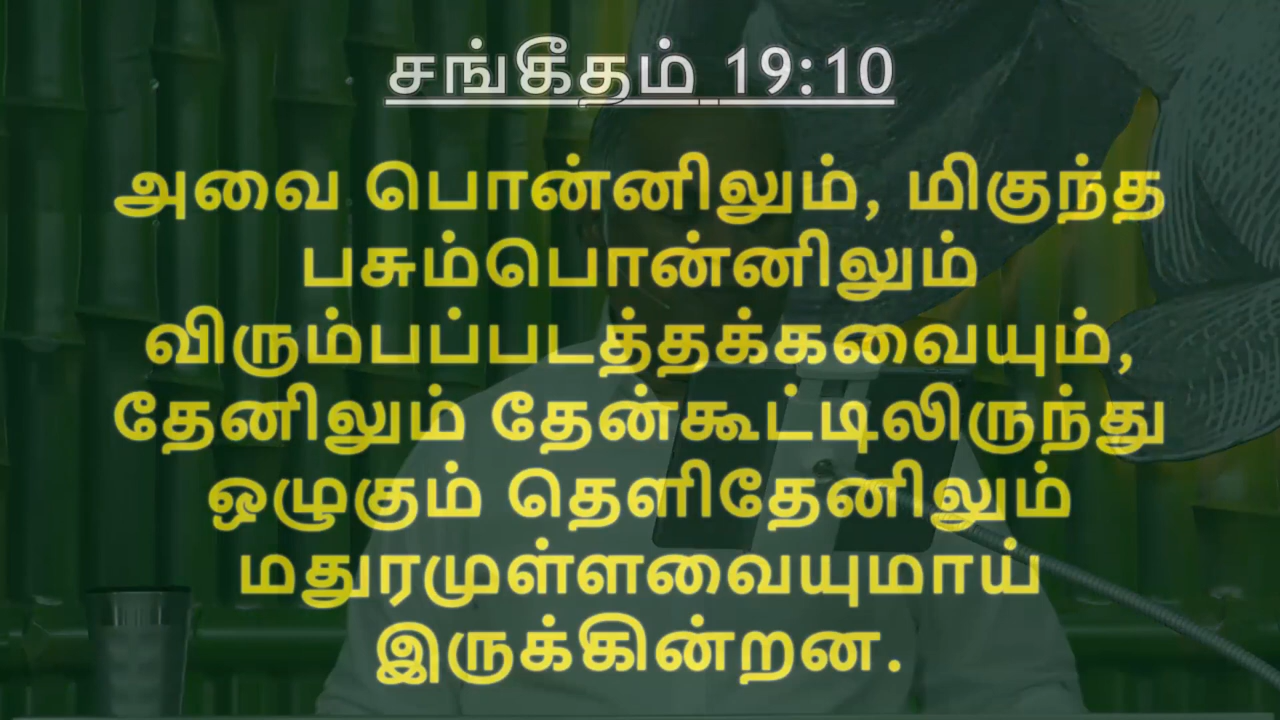 சங்கீதம் 19:10
அவை பொன்னிலும், மிகுந்த
பசும்பொன்னிலும்
விரும்பப்படத்தக்கவையும்,
தேனிலும் தேன்கூட்டிலிருந்து
ஒழுகும் தெளிதேனிலும்
மதுரமுள்ளவையுமாய்
இருக்கின்றன.